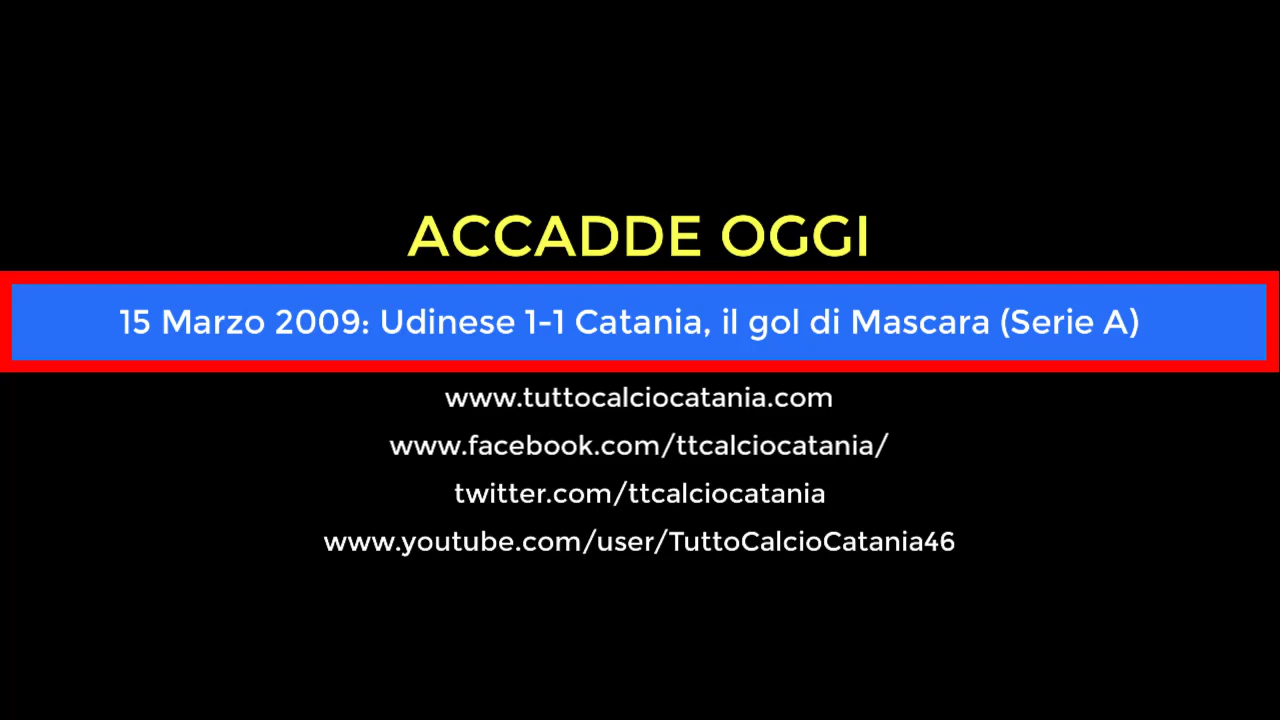 ACCADDE OGGI
15 Marzo 2009: Udinese 1-1 Catania, il gol di Mascara (Serie A)
www.tuttocalciocatania.com
www.facebook.com/ttcalciocatania/
twitter.com/ttcalciocatania
www.youtube.com/user/TuttoCalcioCatania46